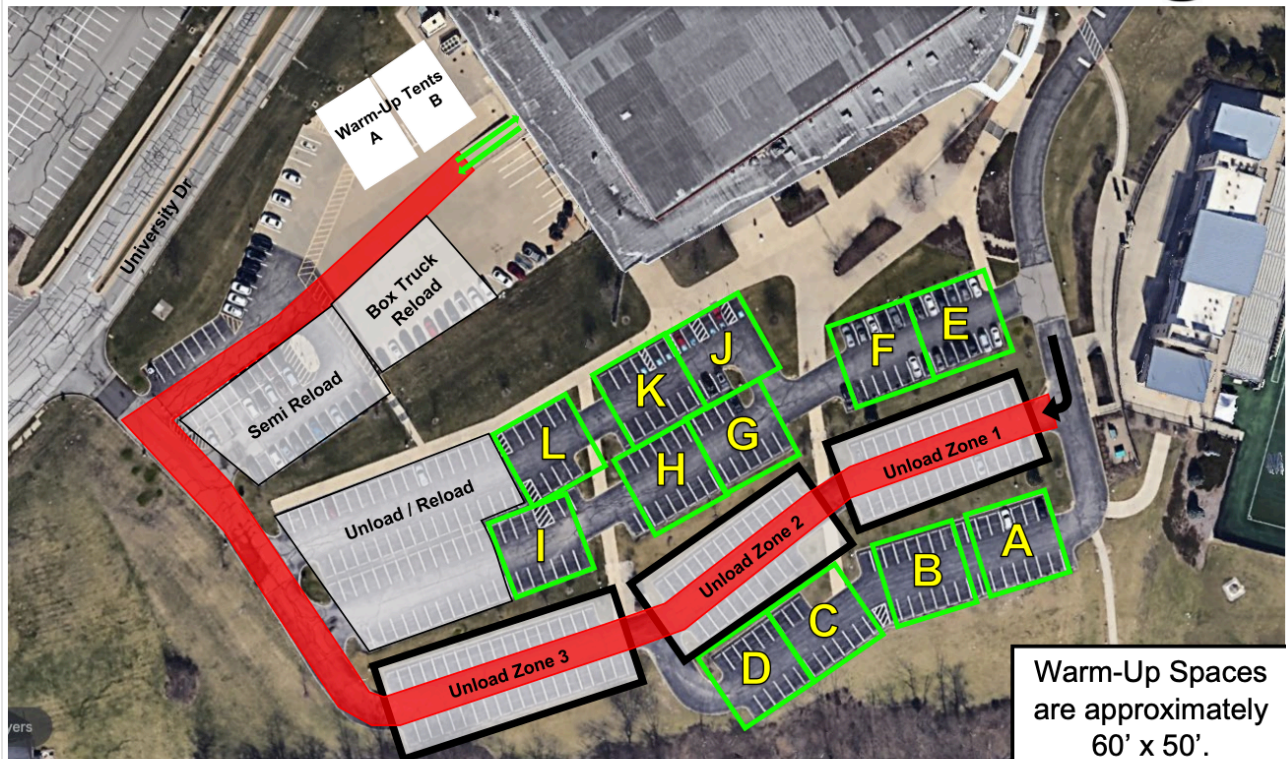 Warm-Up Tents
A
B
University Dr
Box Truck
Reload
Semi Reload
Unload / Reload
J
K
L
E
F
G
H
I
Unload Zone 1
Unload Zone 2
Unload Zone 3
A
B
C
D
Warm-Up Spaces
are approximately
60' x 50'.
yers